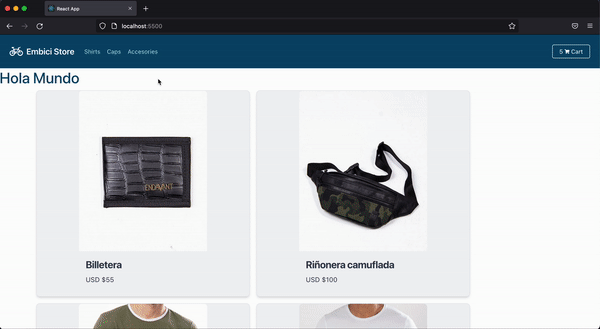 React App
localhost:5500
Embici Store
Shirts
Caps
Accesories
5 Cart
Hola Mundo
Billetera
USD $55
Riñonera camuflada
USD $100